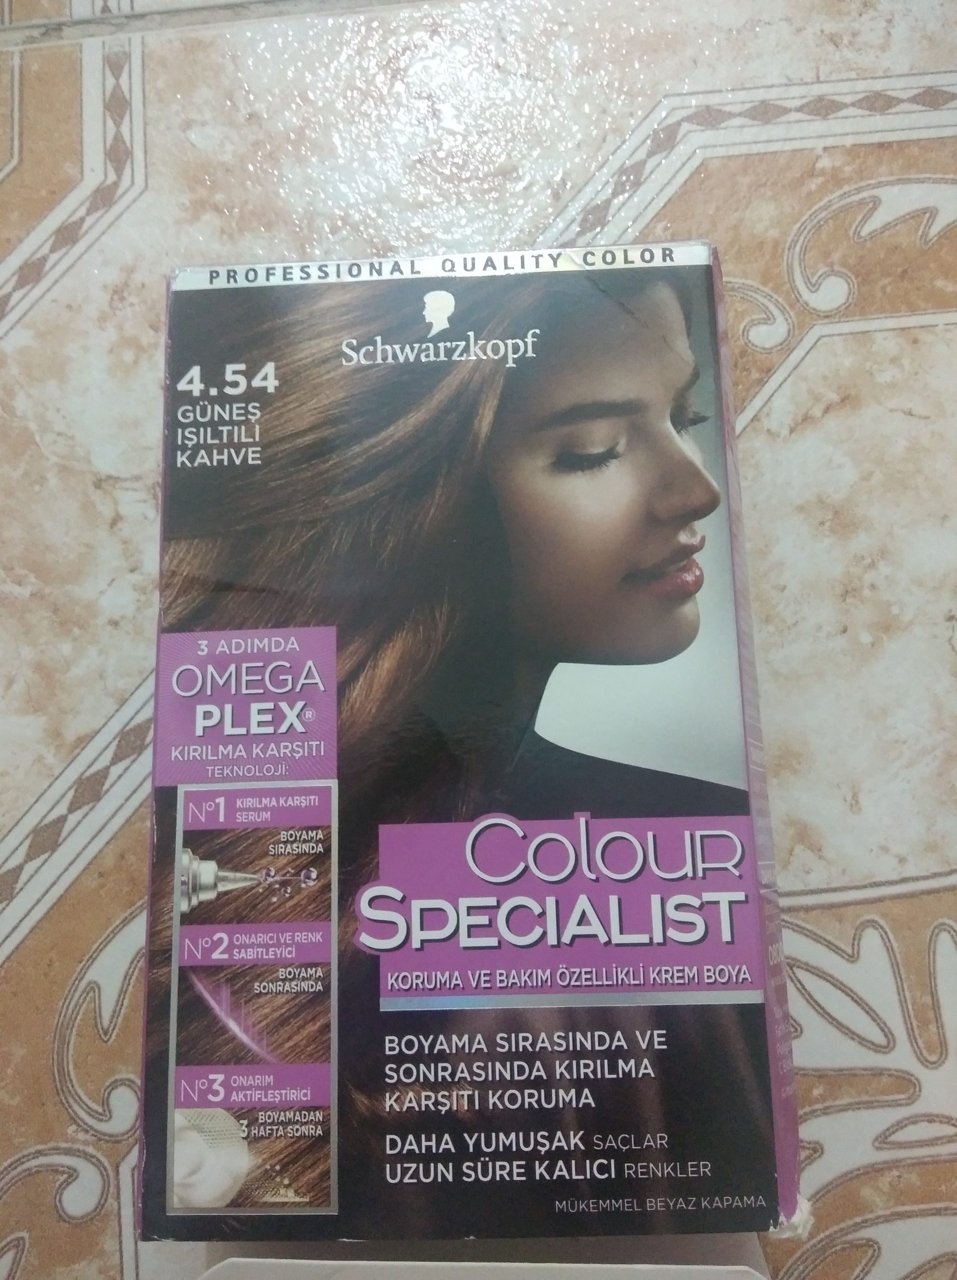 PROFESSIONAL QUALITY COLOR
Schwarzkopf
4.54
GÜNEŞ
IŞILTILI
KAHVE
3 ADIMDA
OMEGA
PLEX®
KIRILMA KARŞITI
TEKNOLOJİ:
Nº1 KIRILMA KARŞITI
SERUM
BOYAMA
SIRASINDA
Nº2 ONARICI VE RENK
SABİTLEYİCİ
BOYAMA
SONRASINDA
Nº3 ONARIM
AKTİFLEŞTİRİCİ
BOYAMADAN
3 HAFTA SONRA
Colour
SPECIALIST
KORUMA VE BAKIM ÖZELLİKLİ KREM BOYA
BOYAMA SIRASINDA VE
SONRASINDA KIRILMA
KARŞITI KORUMA
DAHA YUMUŞAK SAÇLAR
UZUN SÜRE KALICI RENKLER
MÜKEMMEL BEYAZ KAPAMA